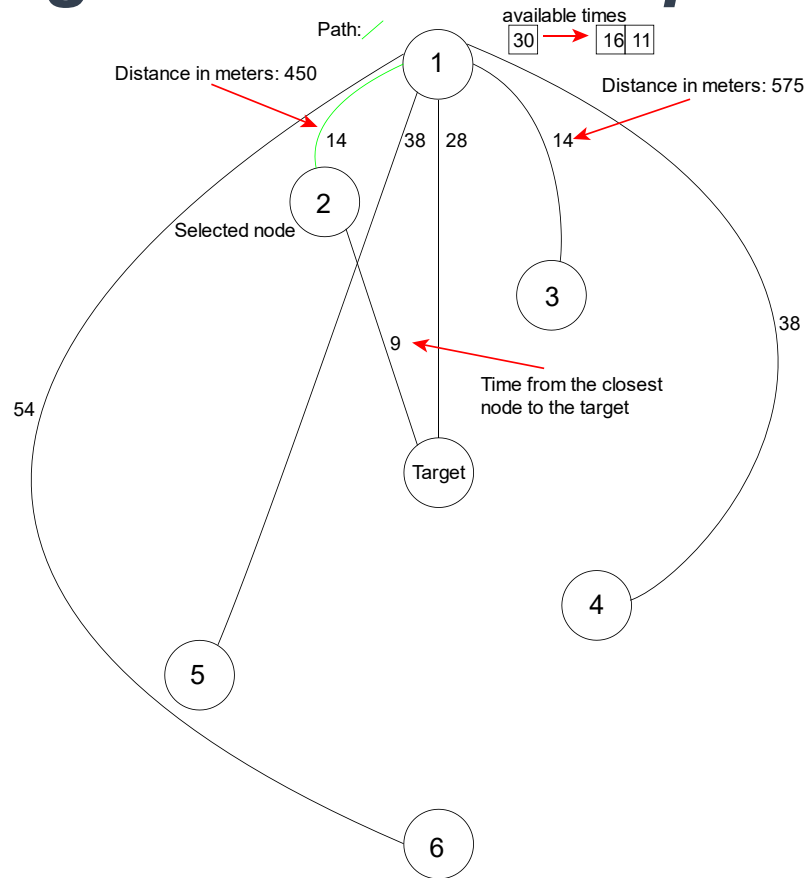 available times
Path:
30
16
11
1
Distance in meters: 450
Distance in meters: 575
14
38
28
14
2
Selected node
3
38
9
Time from the closest
node to the target
54
Target
4
5
6